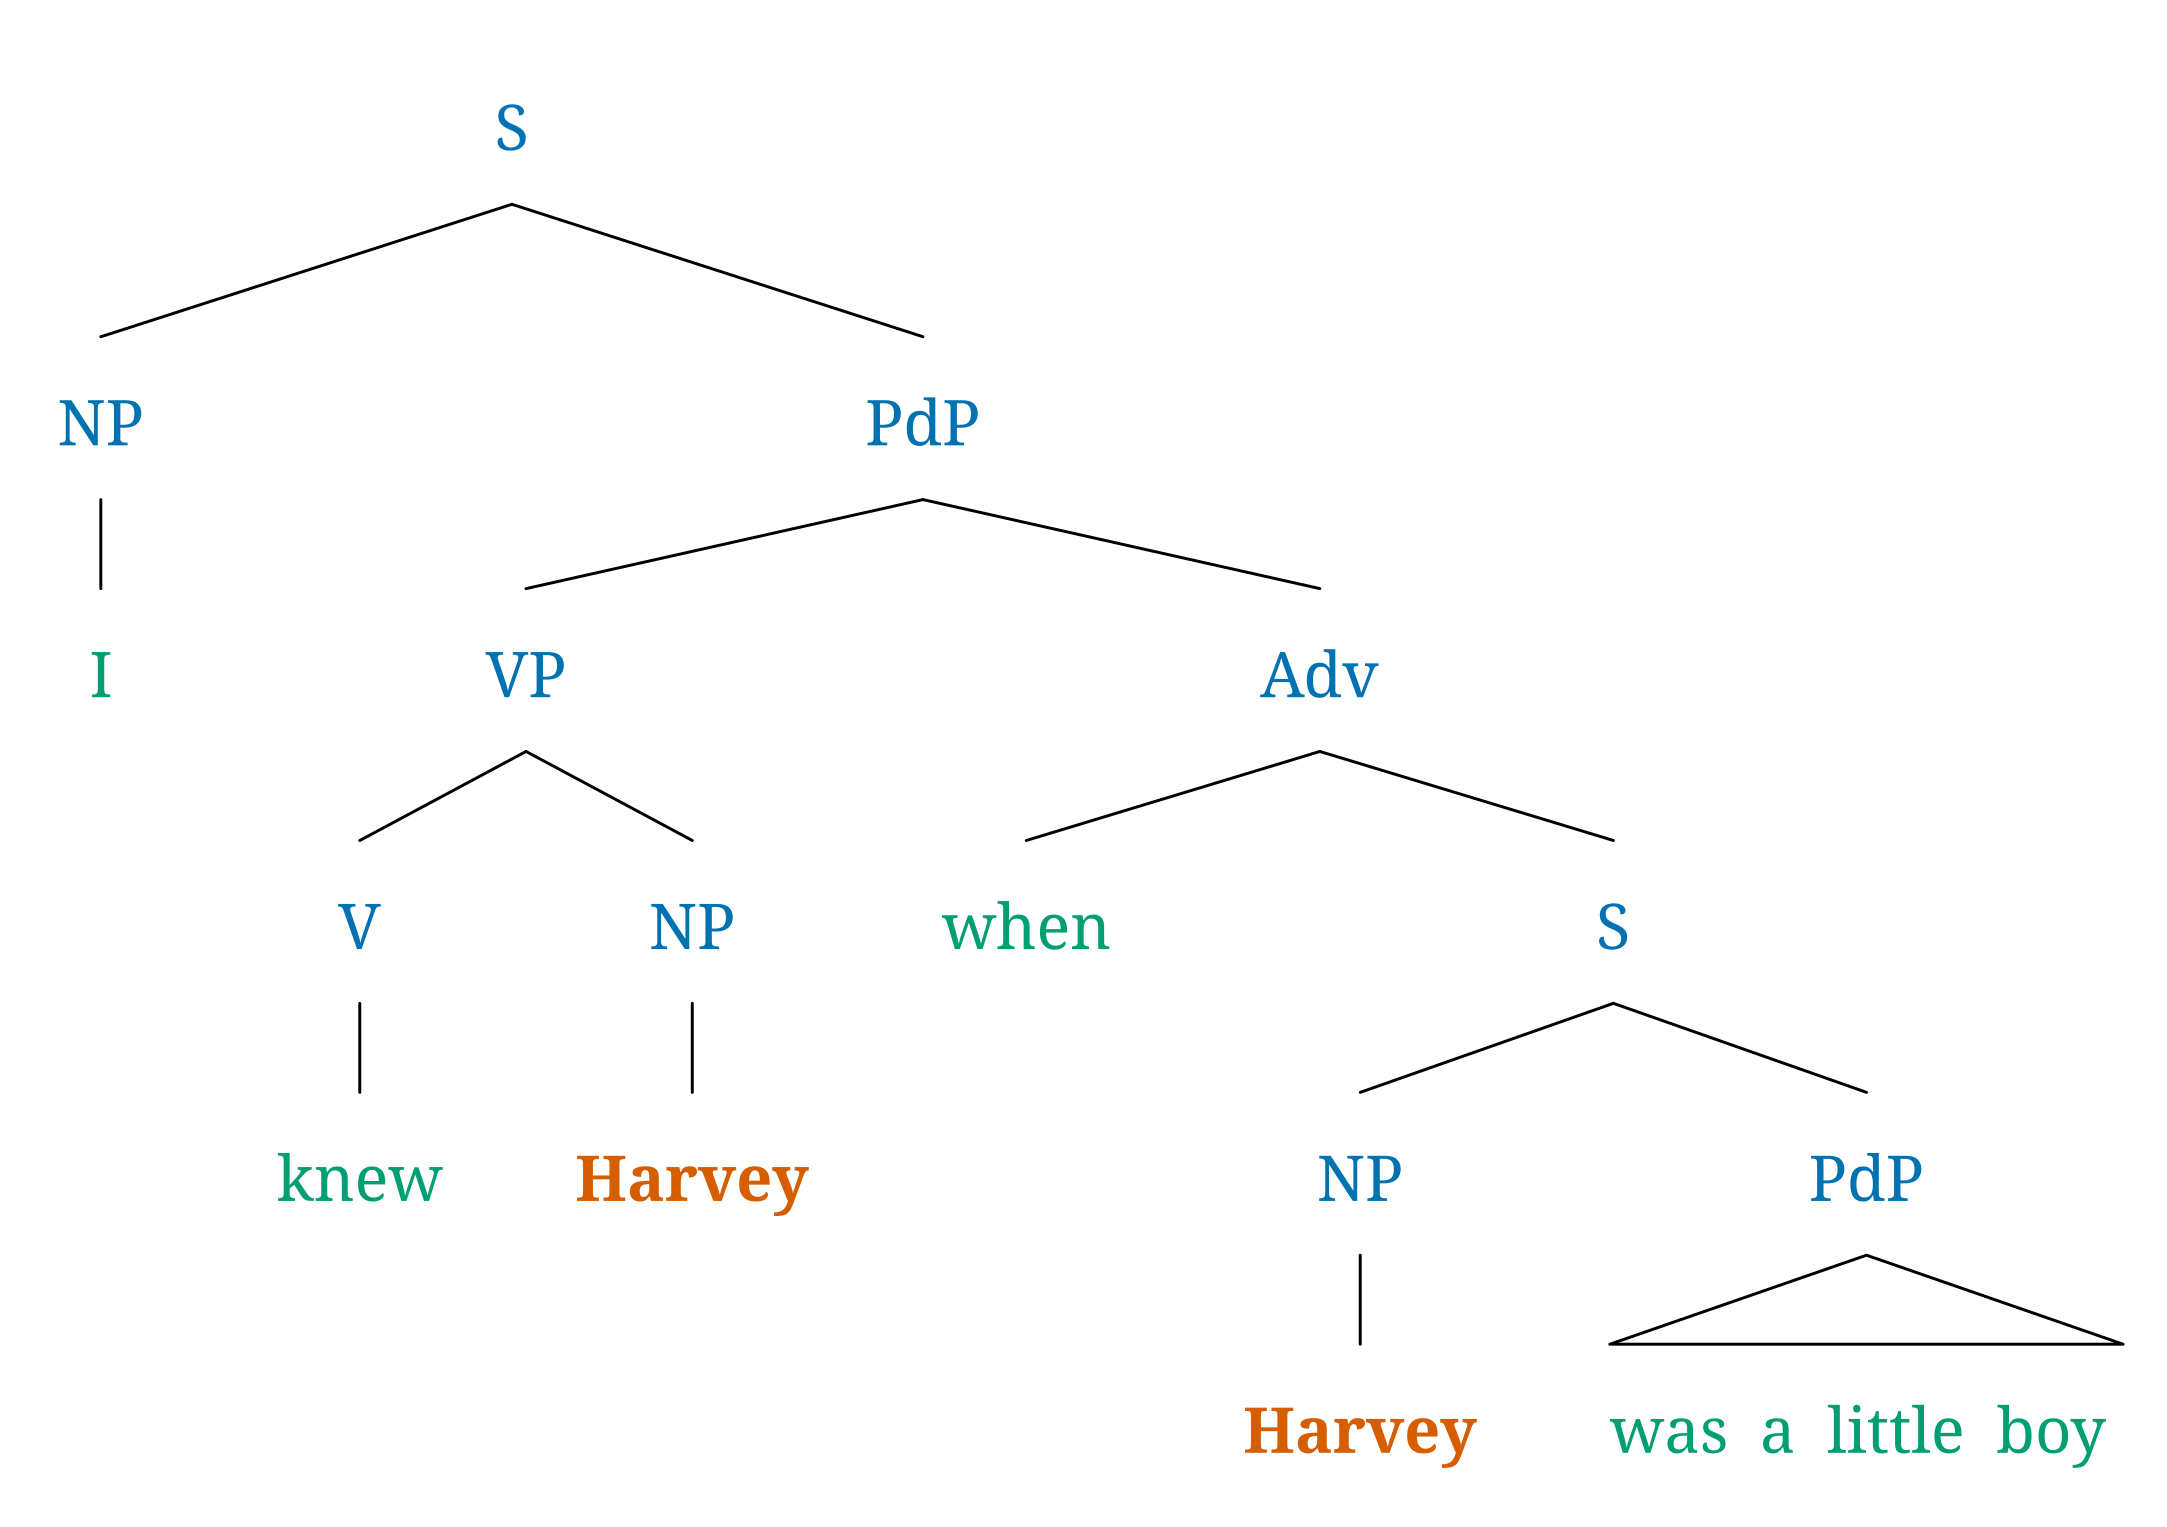 S
NP PdP
I VP Adv
V NP when S
knew Harvey NP PdP
Harvey was a little boy